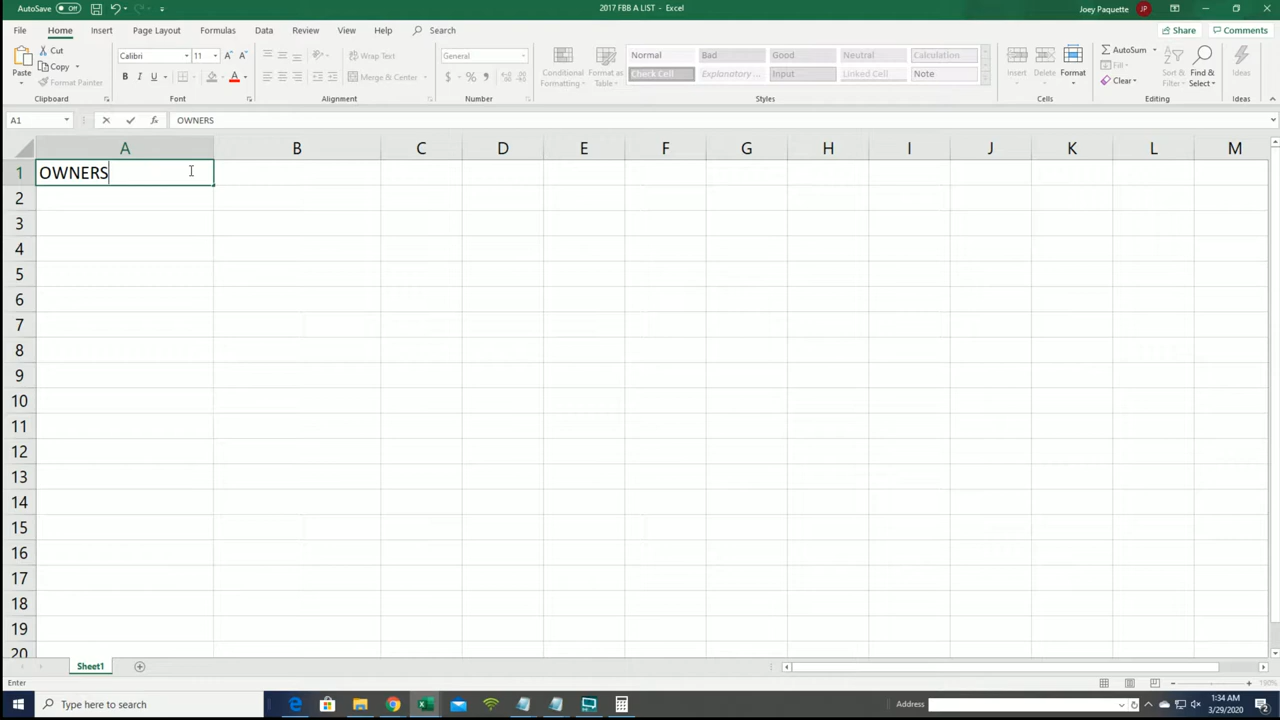 AutoSave Off 2017 FBB A LIST - Excel Joey Paquette JP
File Home Insert Page Layout Formulas Data Review View Help Search Share Comments
Paste Cut Copy Format Painter Clipboard
Calibri 11 B I U A Font
Wrap Text Merge & Center Alignment
General $ % , Number
Conditional Formatting Format as Table
Normal Bad Good Neutral Calculation
Check Cell Explanatory ... Input Linked Cell Note
Styles
Insert Delete Format Cells
AutoSum Fill Clear Sort & Filter Find & Select Editing
Ideas Ideas
A1 fx OWNERS
A B C D E F G H I J K L M
1 OWNERS
2
3
4
5
6
7
8
9
10
11
12
13
14
15
16
17
18
19
20
Sheet1
Enter 190%
Type here to search Address 1:34 AM
3/29/2020 2